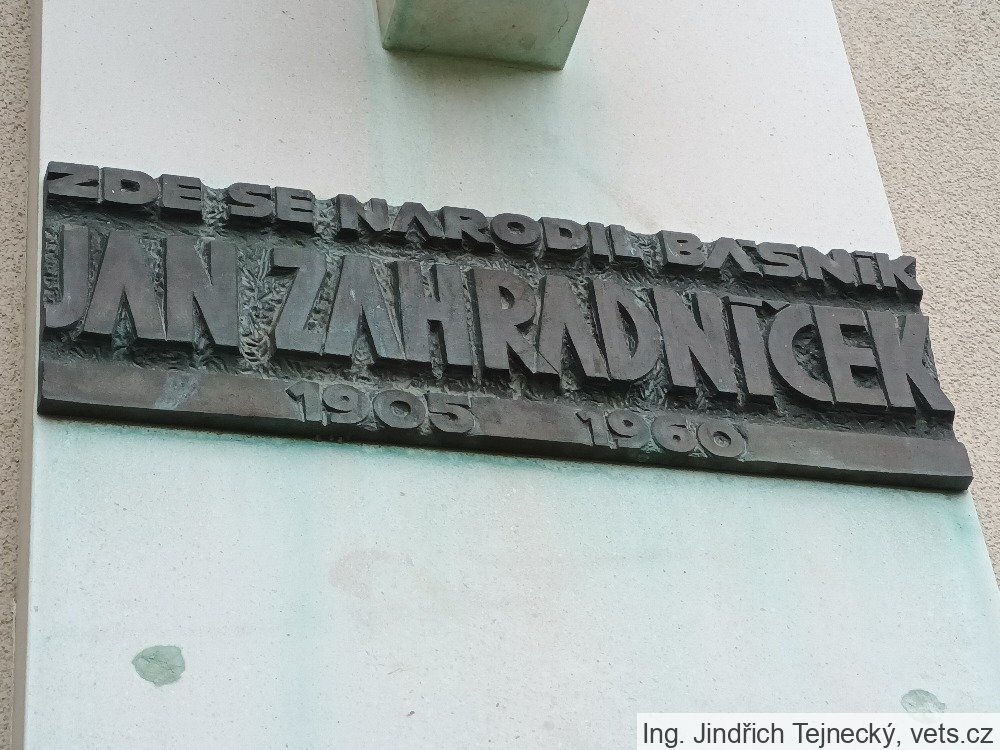 ZDE SE NARODIL BÁSNÍK
JAN ZAHRADNÍČEK
1905 1960
Ing. Jindřich Tejnecký, vets.cz